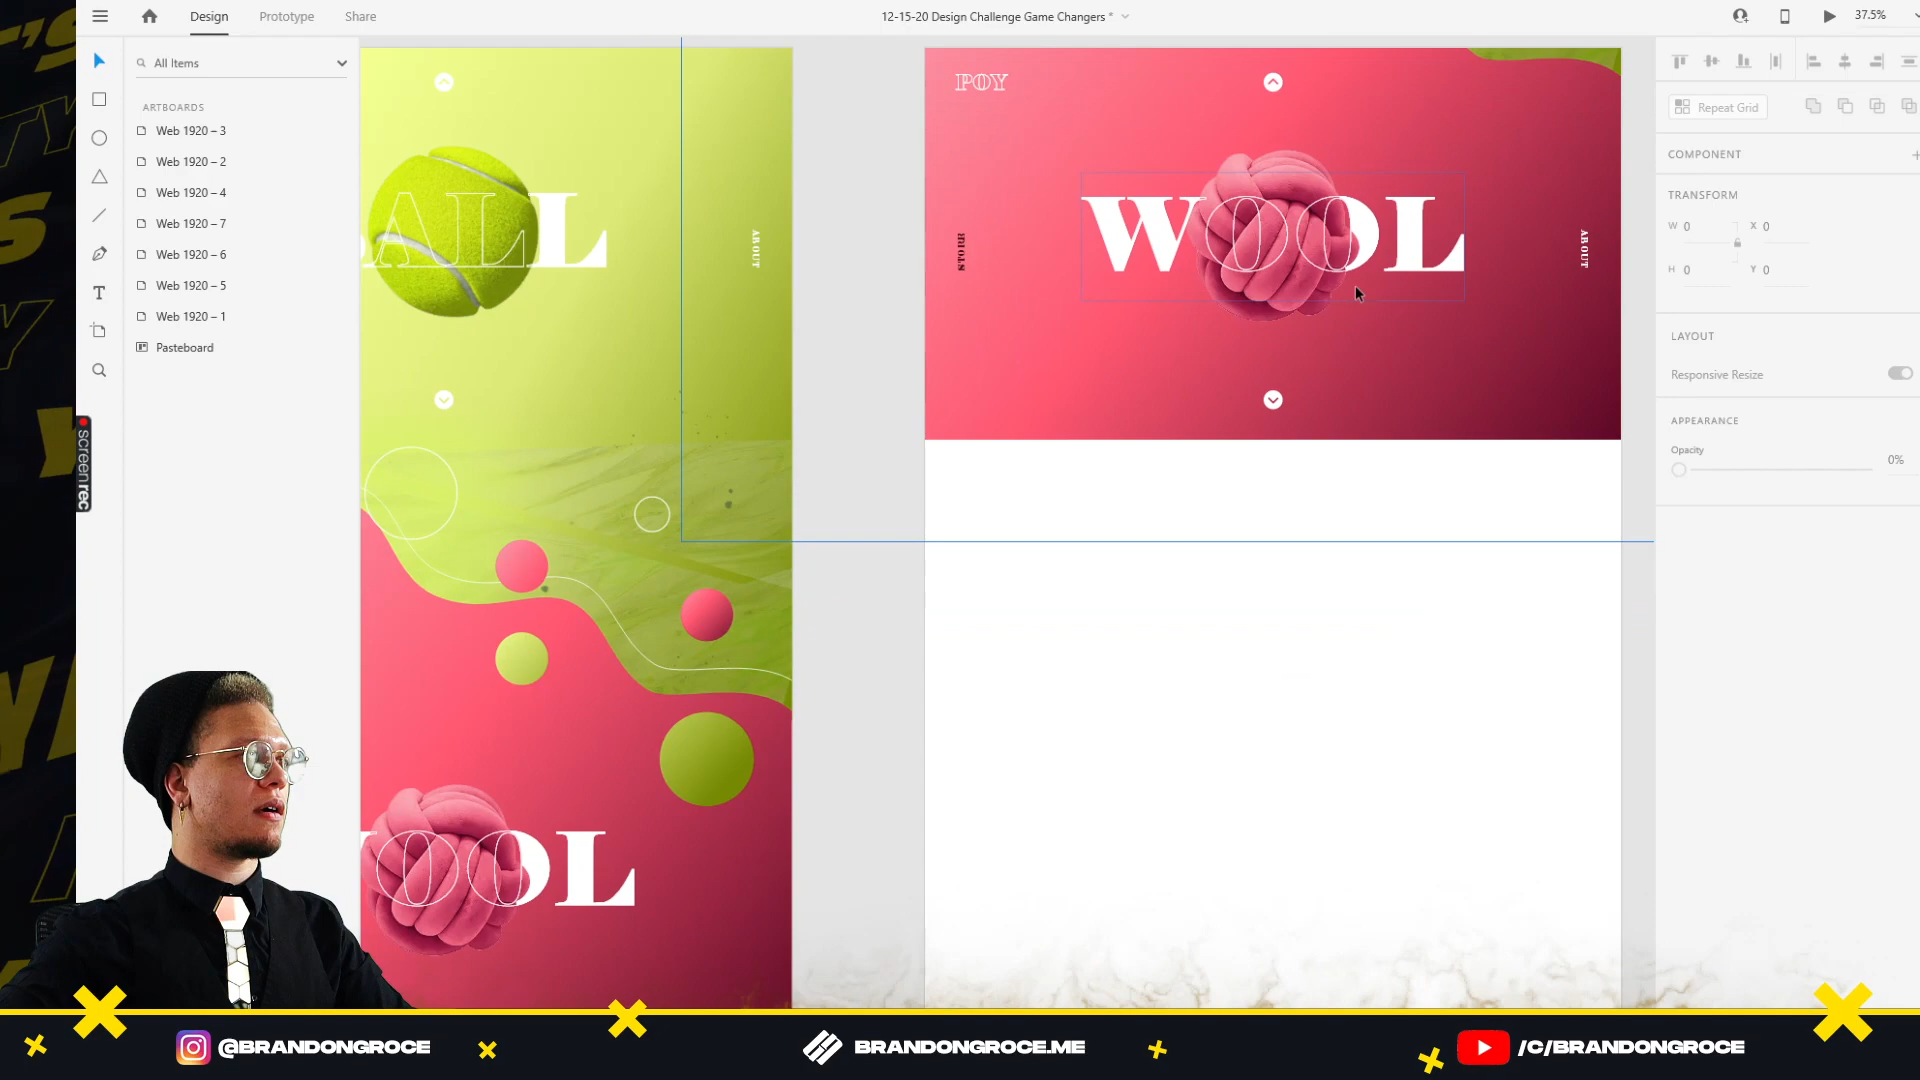 Design
Prototype
Share
12-15-20 Design Challenge Game Changers *
37.5%
All Items
ARTBOARDS
Web 1920 – 3
Web 1920 – 2
Web 1920 – 4
Web 1920 – 7
Web 1920 – 6
Web 1920 – 5
Web 1920 – 1
Pasteboard
screenrec
ALL
ABOUT
WOOL
POY
STORE
WOOL
ABOUT
Repeat Grid
COMPONENT
TRANSFORM
W 0
X 0
H 0
Y 0
LAYOUT
Responsive Resize
APPEARANCE
Opacity
0%
@BRANDONGROCE
BRANDONGROCE.ME
/C/BRANDONGROCE